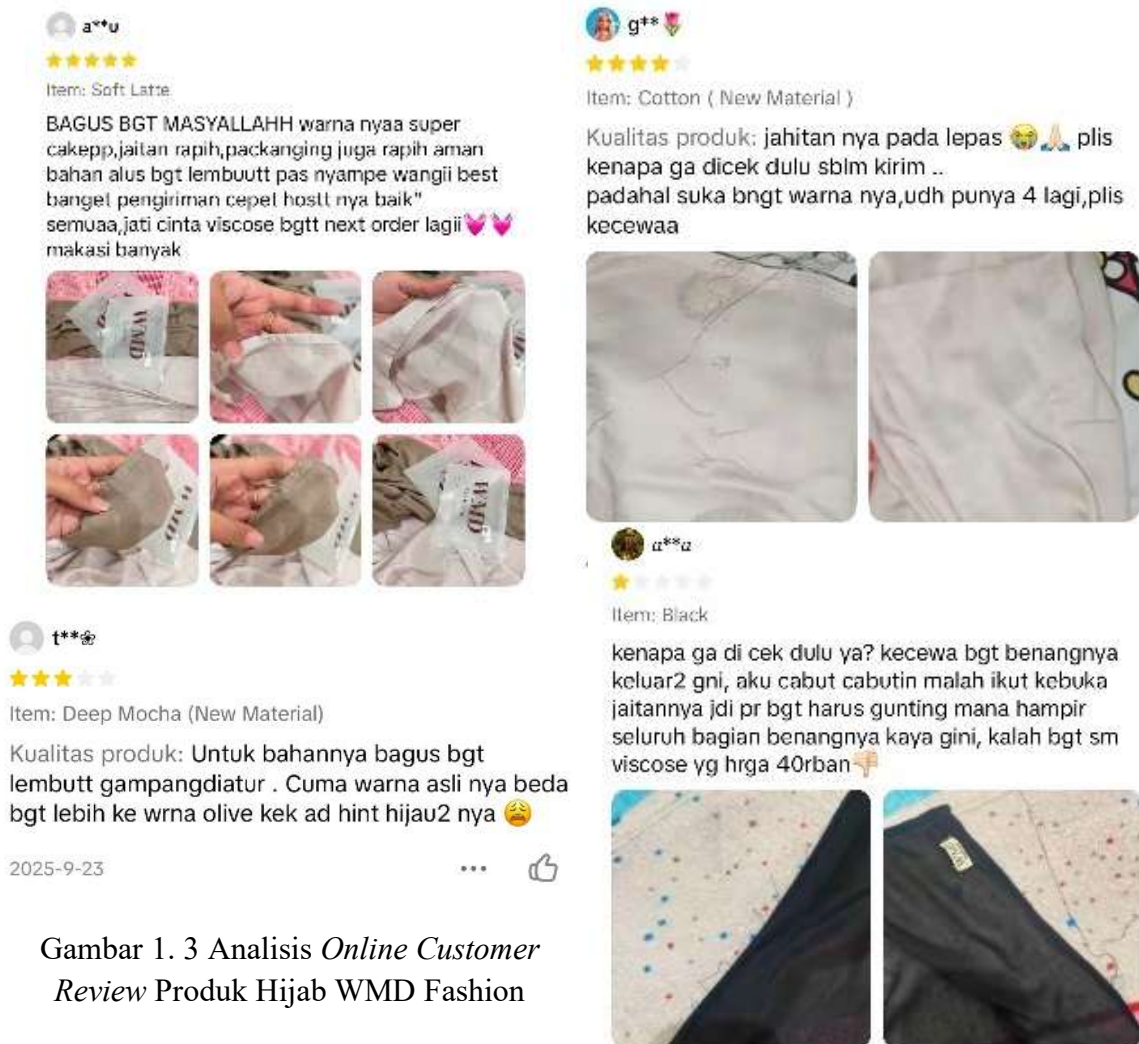 a**u
Item: Soft Latte
BAGUS BGT MASYALLAHH warna nyaa super
cakepp,jaitan rapih,packanging juga rapih aman
bahan alus bgt lembuutt pas nyampe wangii best
banget pengiriman cepet hostt nya baik"
semuaa,jati cinta viscose bgtt next order lagii💓💓
makasi banyak
WMD
WMD
WMD
t**❀
Item: Deep Mocha (New Material)
Kualitas produk: Untuk bahannya bagus bgt
lembutt gampangdiatur . Cuma warna asli nya beda
bgt lebih ke wrna olive kek ad hint hijau2 nya 😩
2025-9-23
Gambar 1. 3 Analisis Online Customer
Review Produk Hijab WMD Fashion
g**🌷
Item: Cotton ( New Material )
Kualitas produk: jahitan nya pada lepas 😭🙏🏻 plis
kenapa ga dicek dulu sblm kirim ..
padahal suka bngt warna nya,udh punya 4 lagi,plis
kecewaa
a**a
Item: Black
kenapa ga di cek dulu ya? kecewa bgt benangnya
keluar2 gni, aku cabut cabutin malah ikut kebuka
jaitannya jdi pr bgt harus gunting mana hampir
seluruh bagian benangnya kaya gini, kalah bgt sm
viscose yg hrga 40rban👎🏻